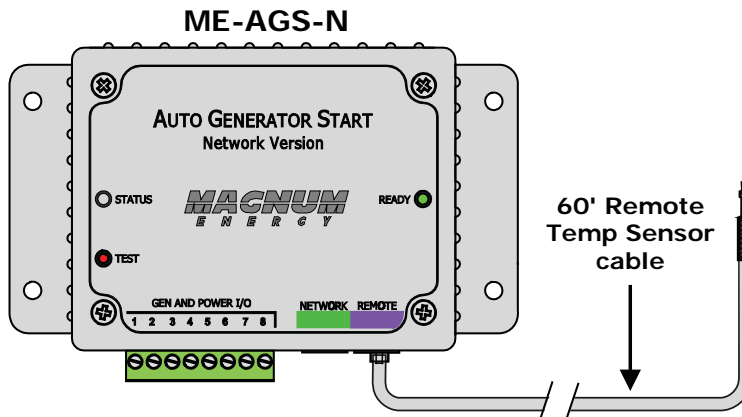 ME-AGS-N
AUTO GENERATOR START
Network Version
STATUS
MAGNUM
ENERGY
READY
TEST
GEN AND POWER I/O
1 2 3 4 5 6 7 8
NETWORK REMOTE
60' Remote
Temp Sensor
cable